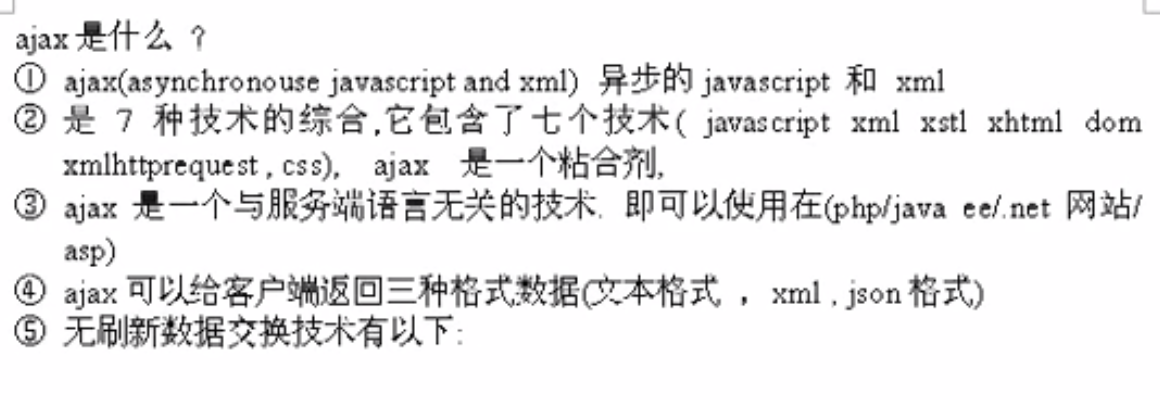 ajax 是什么 ？
① ajax(asynchronouse javascript and xml) 异步的 javascript 和 xml
② 是 7 种技术的综合,它包含了七个技术( javascript xml xstl xhtml dom
xmlhttprequest , css), ajax 是一个粘合剂,
③ ajax 是一个与服务端语言无关的技术. 即可以使用在(php/java ee/.net 网站/
asp)
④ ajax 可以给客户端返回三种格式数据(文本格式 ，xml , json 格式)
⑤ 无刷新数据交换技术有以下: